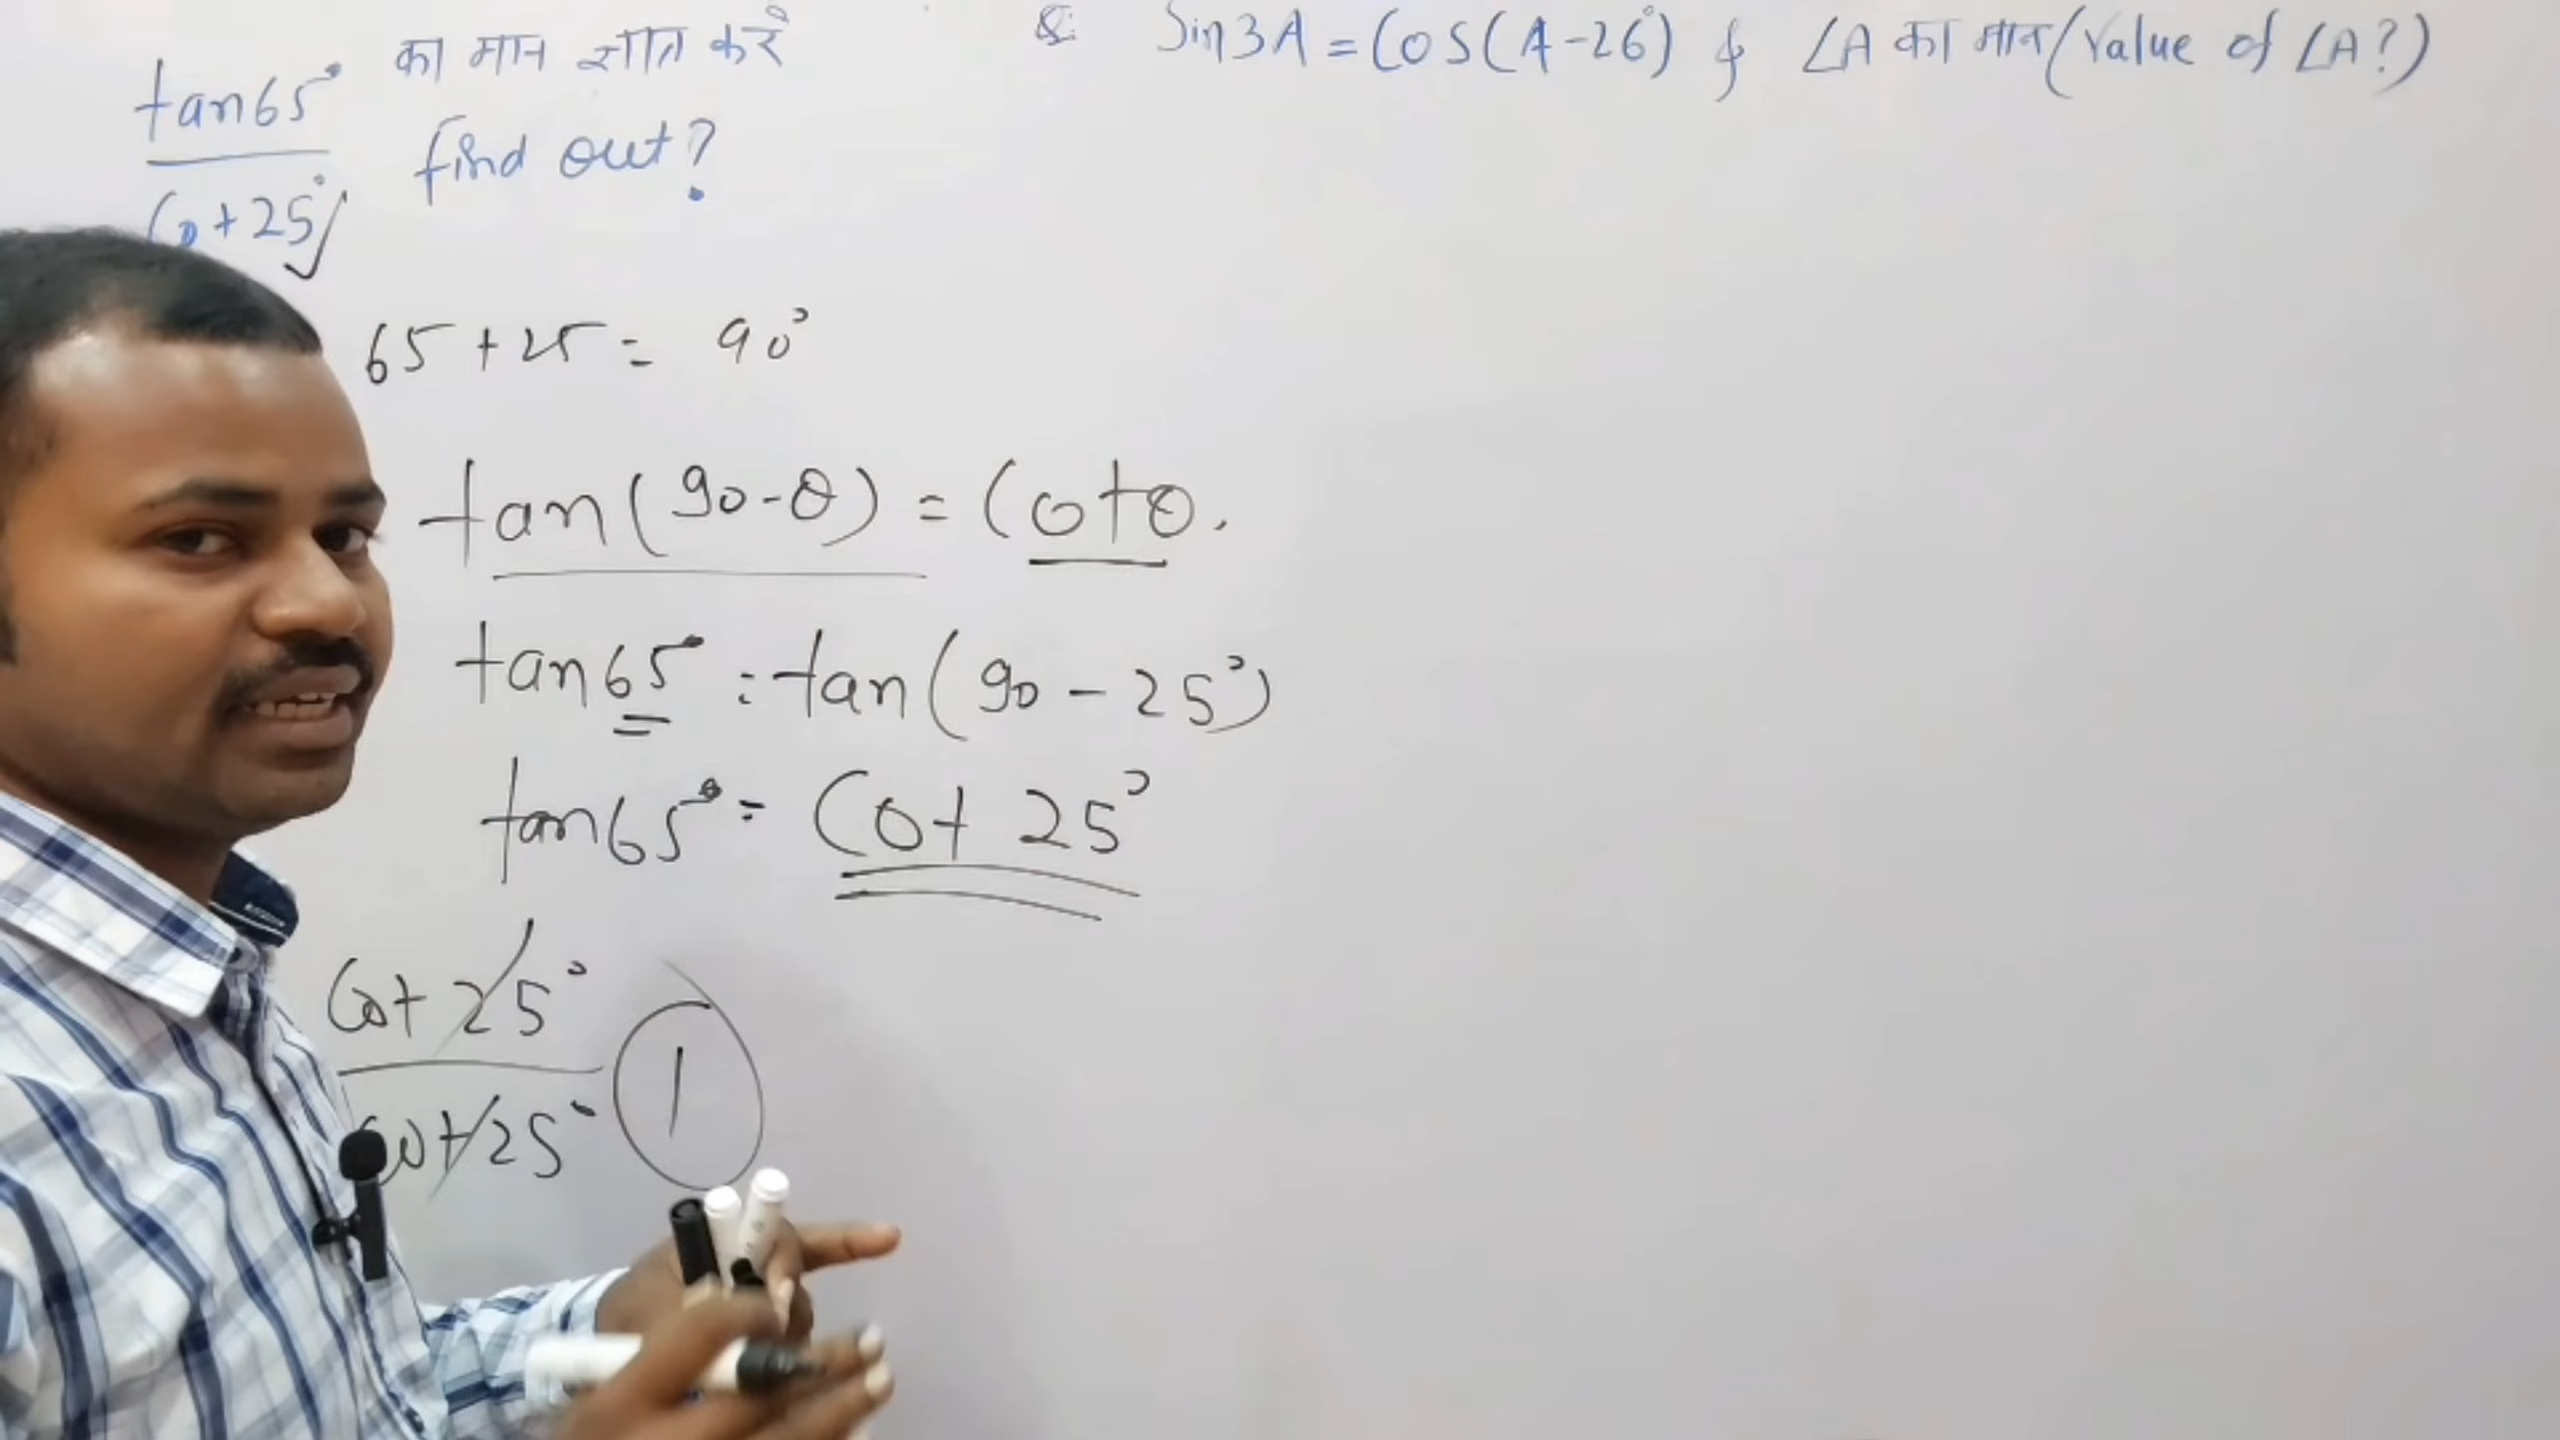 tan65° का मान ज्ञात करें
cot25° find out?
65+25= 90°
tan(90-θ) = Cotθ.
tan65° = tan(90-25°)
tan65° = Cot 25°
Cot 25°
Cot 25° 1
Q: Sin3A = Cos(A-26°) & ∠A का मान (Value of ∠A?)